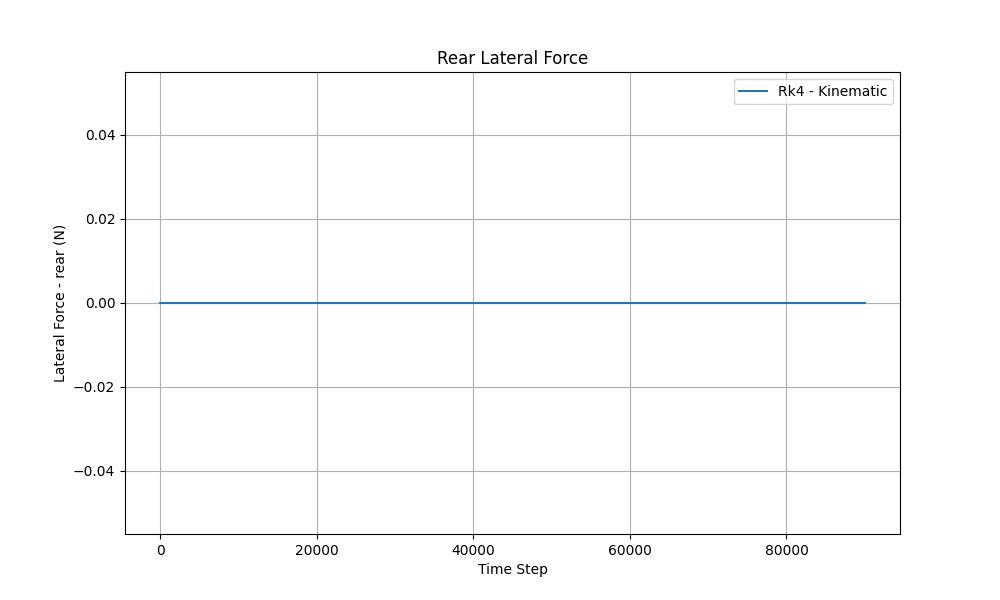 Rear Lateral Force
Rk4 - Kinematic
Lateral Force - rear (N)
0.04
0.02
0.00
−0.02
−0.04
0 20000 40000 60000 80000
Time Step